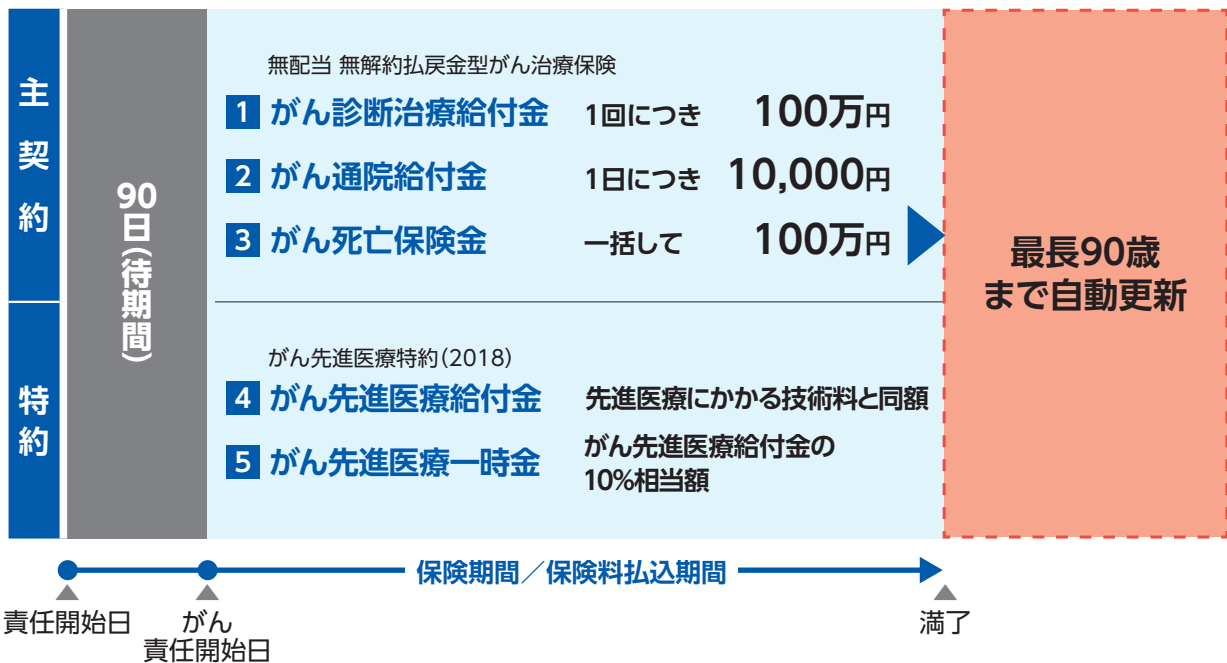 主契約
90日(待期間)
無配当 無解約払戻金型がん治療保険
1 がん診断治療給付金 1回につき 100万円
2 がん通院給付金 1日につき 10,000円
3 がん死亡保険金 一括して 100万円
最長90歳
まで自動更新
特約
がん先進医療特約(2018)
4 がん先進医療給付金 先進医療にかかる技術料と同額
5 がん先進医療一時金 がん先進医療給付金の
10%相当額
保険期間/保険料払込期間
責任開始日
がん
責任開始日
満了